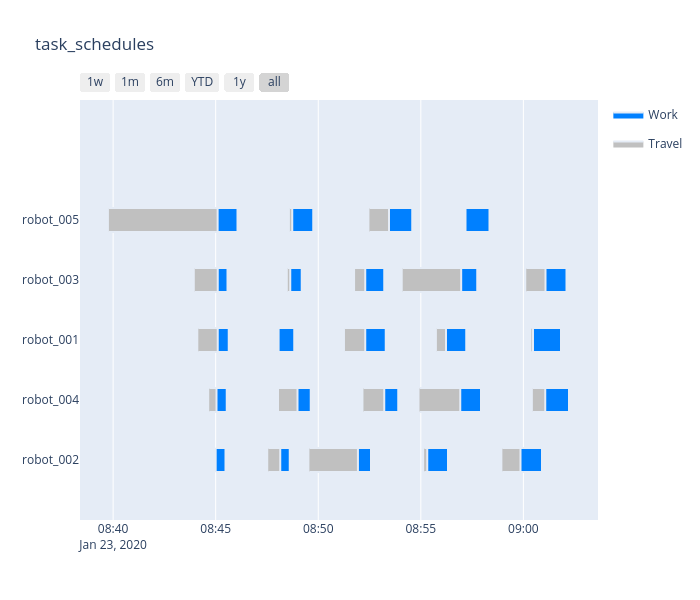 task_schedules
1w 1m 6m YTD 1y all
Work
Travel
robot_005
robot_003
robot_001
robot_004
robot_002
08:40 08:45 08:50 08:55 09:00
Jan 23, 2020